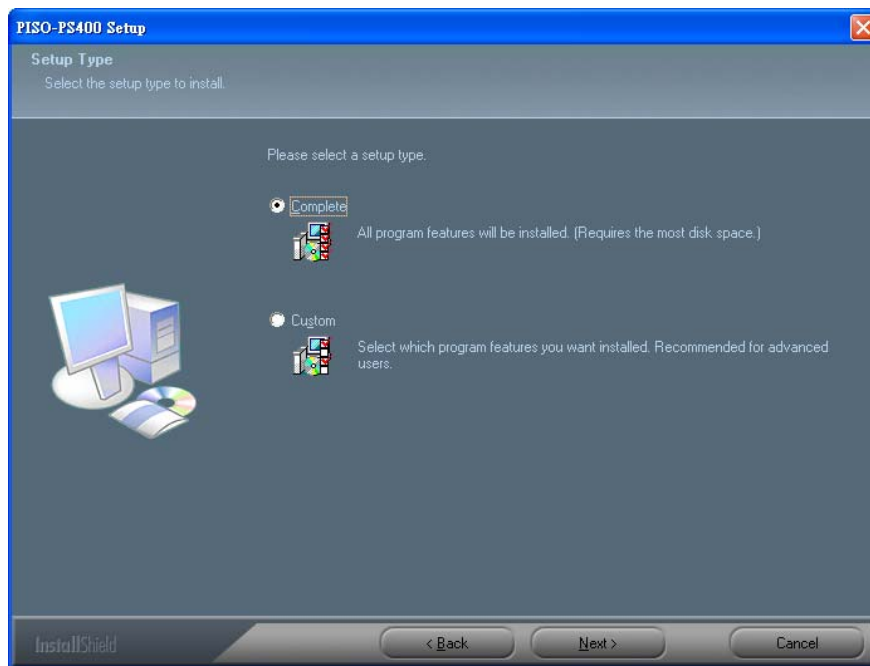 PISO-PS400 Setup
Setup Type
Select the setup type to install.
Please select a setup type.
Complete
All program features will be installed. (Requires the most disk space.)
Custom
Select which program features you want installed. Recommended for advanced
users.
InstallShield
< Back
Next >
Cancel